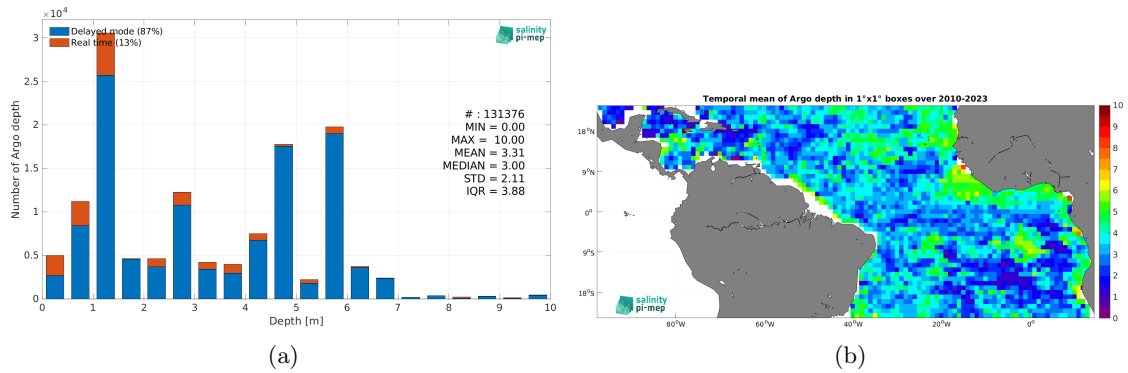 ×10⁴
Delayed mode (87%)
Real time (13%)
salinity
pi-mep
3
2.5
2
1.5
1
0.5
0
Number of Argo depth
# : 131376
MIN = 0.00
MAX = 10.00
MEAN = 3.31
MEDIAN = 3.00
STD = 2.11
IQR = 3.88
0 1 2 3 4 5 6 7 8 9 10
Depth [m]
(a)
Temporal mean of Argo depth in 1°x1° boxes over 2010-2023
18°N
9°N
0°
9°S
18°S
80°W 60°W 40°W 20°W 0°
10
9
8
7
6
5
4
3
2
1
0
salinity
pi-mep
(b)